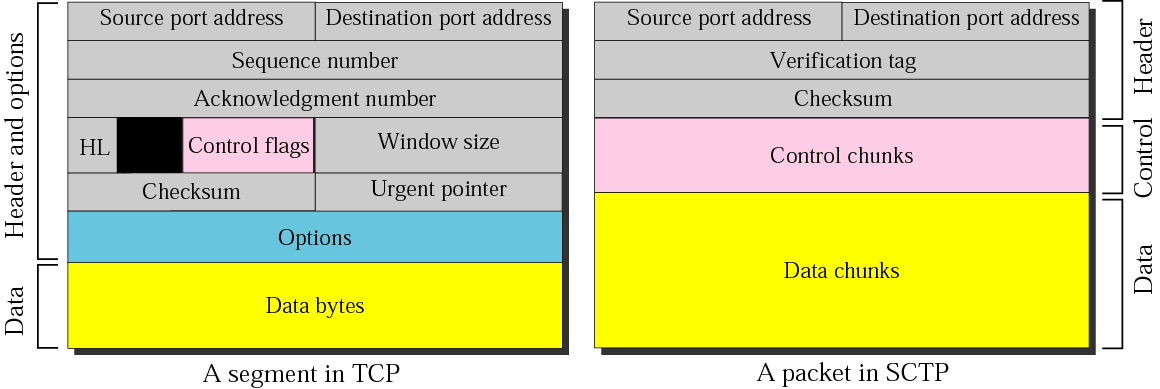 Header and options
Data
Source port address
Destination port address
Sequence number
Acknowledgment number
HL
Control flags
Window size
Checksum
Urgent pointer
Options
Data bytes
A segment in TCP
Source port address
Destination port address
Verification tag
Checksum
Control chunks
Data chunks
A packet in SCTP
Header
Control
Data